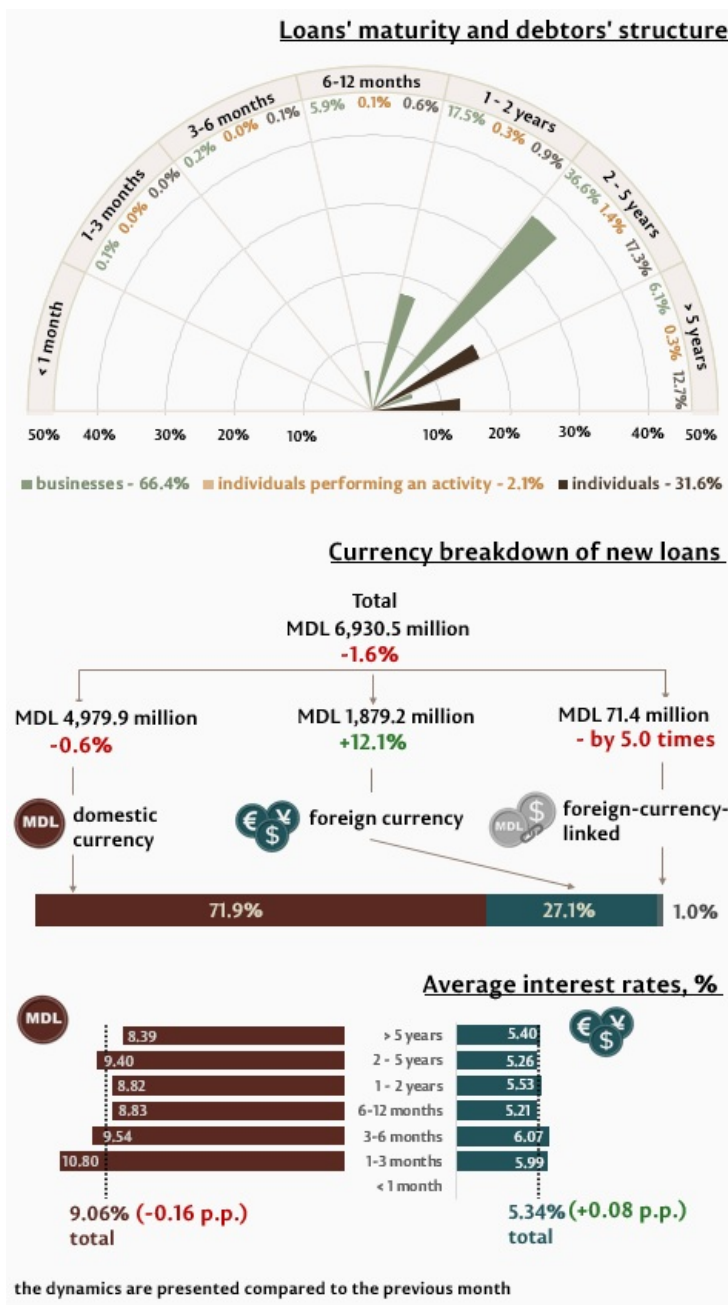 Loans' maturity and debtors' structure
< 1 month
1-3 months
0.1% 0.0% 0.0%
3-6 months
0.2% 0.0% 0.1%
6-12 months
5.9% 0.1% 0.6%
1 - 2 years
17.5% 0.3% 0.9%
2 - 5 years
36.6% 1.4% 17.3%
> 5 years
6.1% 0.3% 12.7%
50% 40% 30% 20% 10% 10% 20% 30% 40% 50%
businesses - 66.4% individuals performing an activity - 2.1% individuals - 31.6%
Currency breakdown of new loans
Total
MDL 6,930.5 million
-1.6%
MDL 4,979.9 million
-0.6%
MDL 1,879.2 million
+12.1%
MDL 71.4 million
- by 5.0 times
MDL
domestic
currency
€ ¥ $
foreign currency
MDL $
foreign-currency-
linked
71.9% 27.1% 1.0%
Average interest rates, %
MDL
€ ¥ $
8.39 > 5 years 5.40
9.40 2 - 5 years 5.26
8.82 1 - 2 years 5.53
8.83 6-12 months 5.21
9.54 3-6 months 6.07
10.80 1-3 months 5.99
< 1 month
9.06% (-0.16 p.p.)
total
5.34% (+0.08 p.p.)
total
the dynamics are presented compared to the previous month